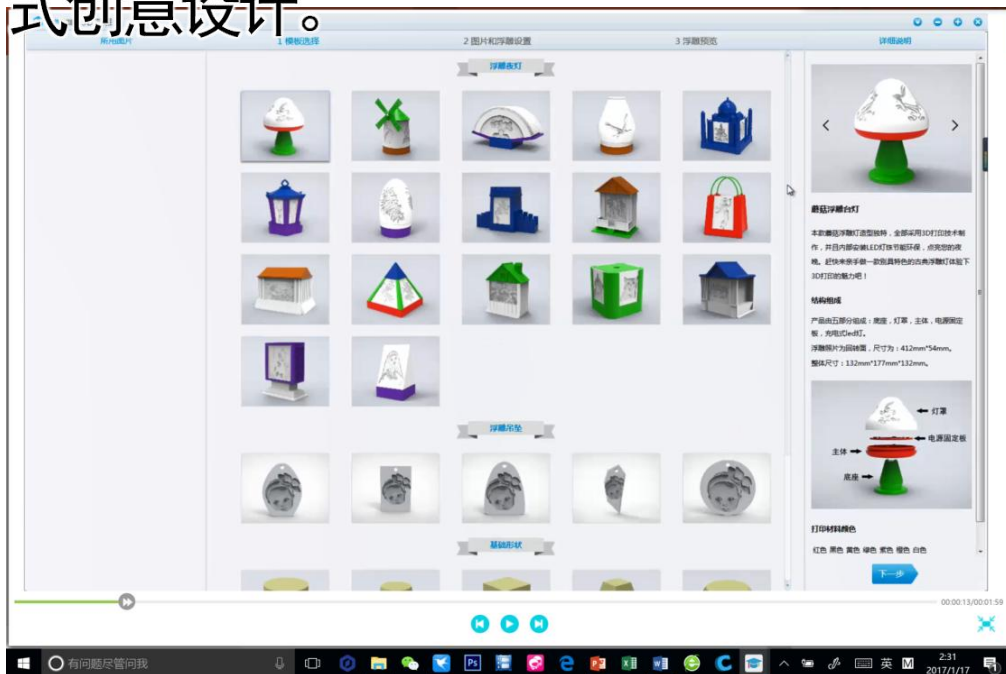 式创意设计。
所用图片
1 模板选择
2 图片和浮雕设置
3 浮雕预览
详细说明
浮雕夜灯
浮雕吊坠
基础形状
蘑菇浮雕台灯
本款蘑菇浮雕灯造型独特，全部采用3D打印技术制
作，并且内部安装LED灯珠节能环保，点亮您的夜
晚。赶快来亲手做一款别具特色的古典浮雕灯体验下
3D打印的魅力吧！
结构组成
产品由五部分组成：底座，灯罩，主体，电源固定
板，充电式led灯。
浮雕照片为回转面，尺寸为：412mm*54mm。
整体尺寸：132mm*177mm*132mm。
灯罩
电源固定板
主体
底座
打印材料颜色
红色 黑色 黄色 绿色 紫色 橙色 白色
下一步
00:00:13/00:01:59
有问题尽管问我
英
2:31
2017/1/17